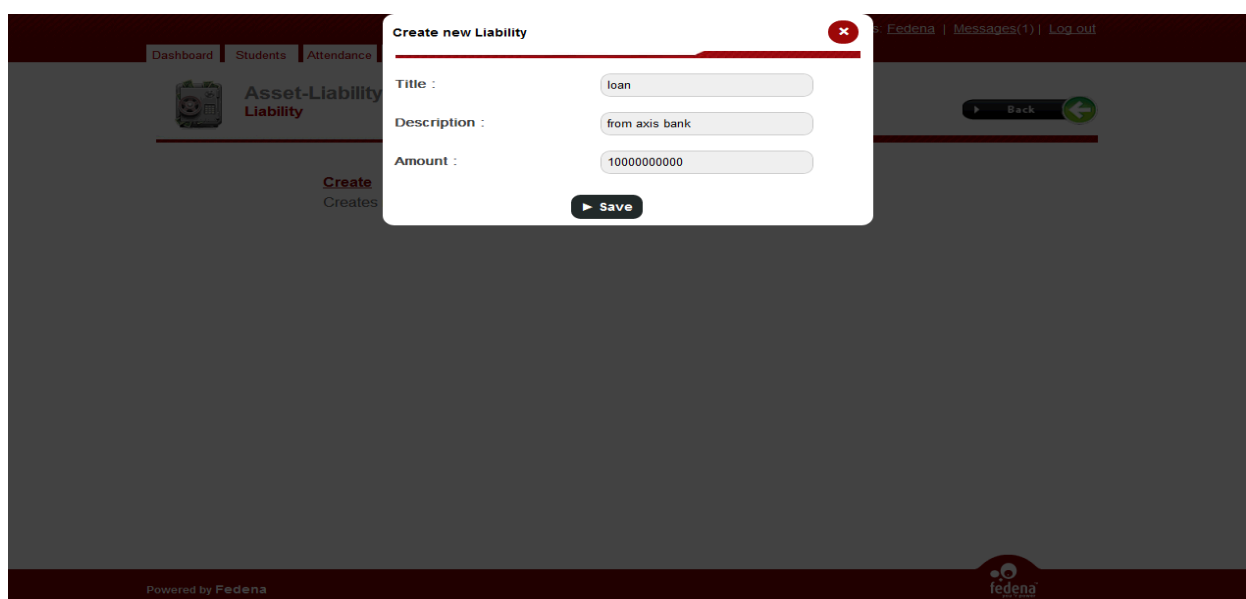 Create new Liability
s: Fedena | Messages(1) | Log out
Dashboard Students Attendance
Asset-Liability
Liability
Back
Title :
loan
Description :
from axis bank
Amount :
10000000000
Create
Creates
Save
Powered by Fedena
fedena